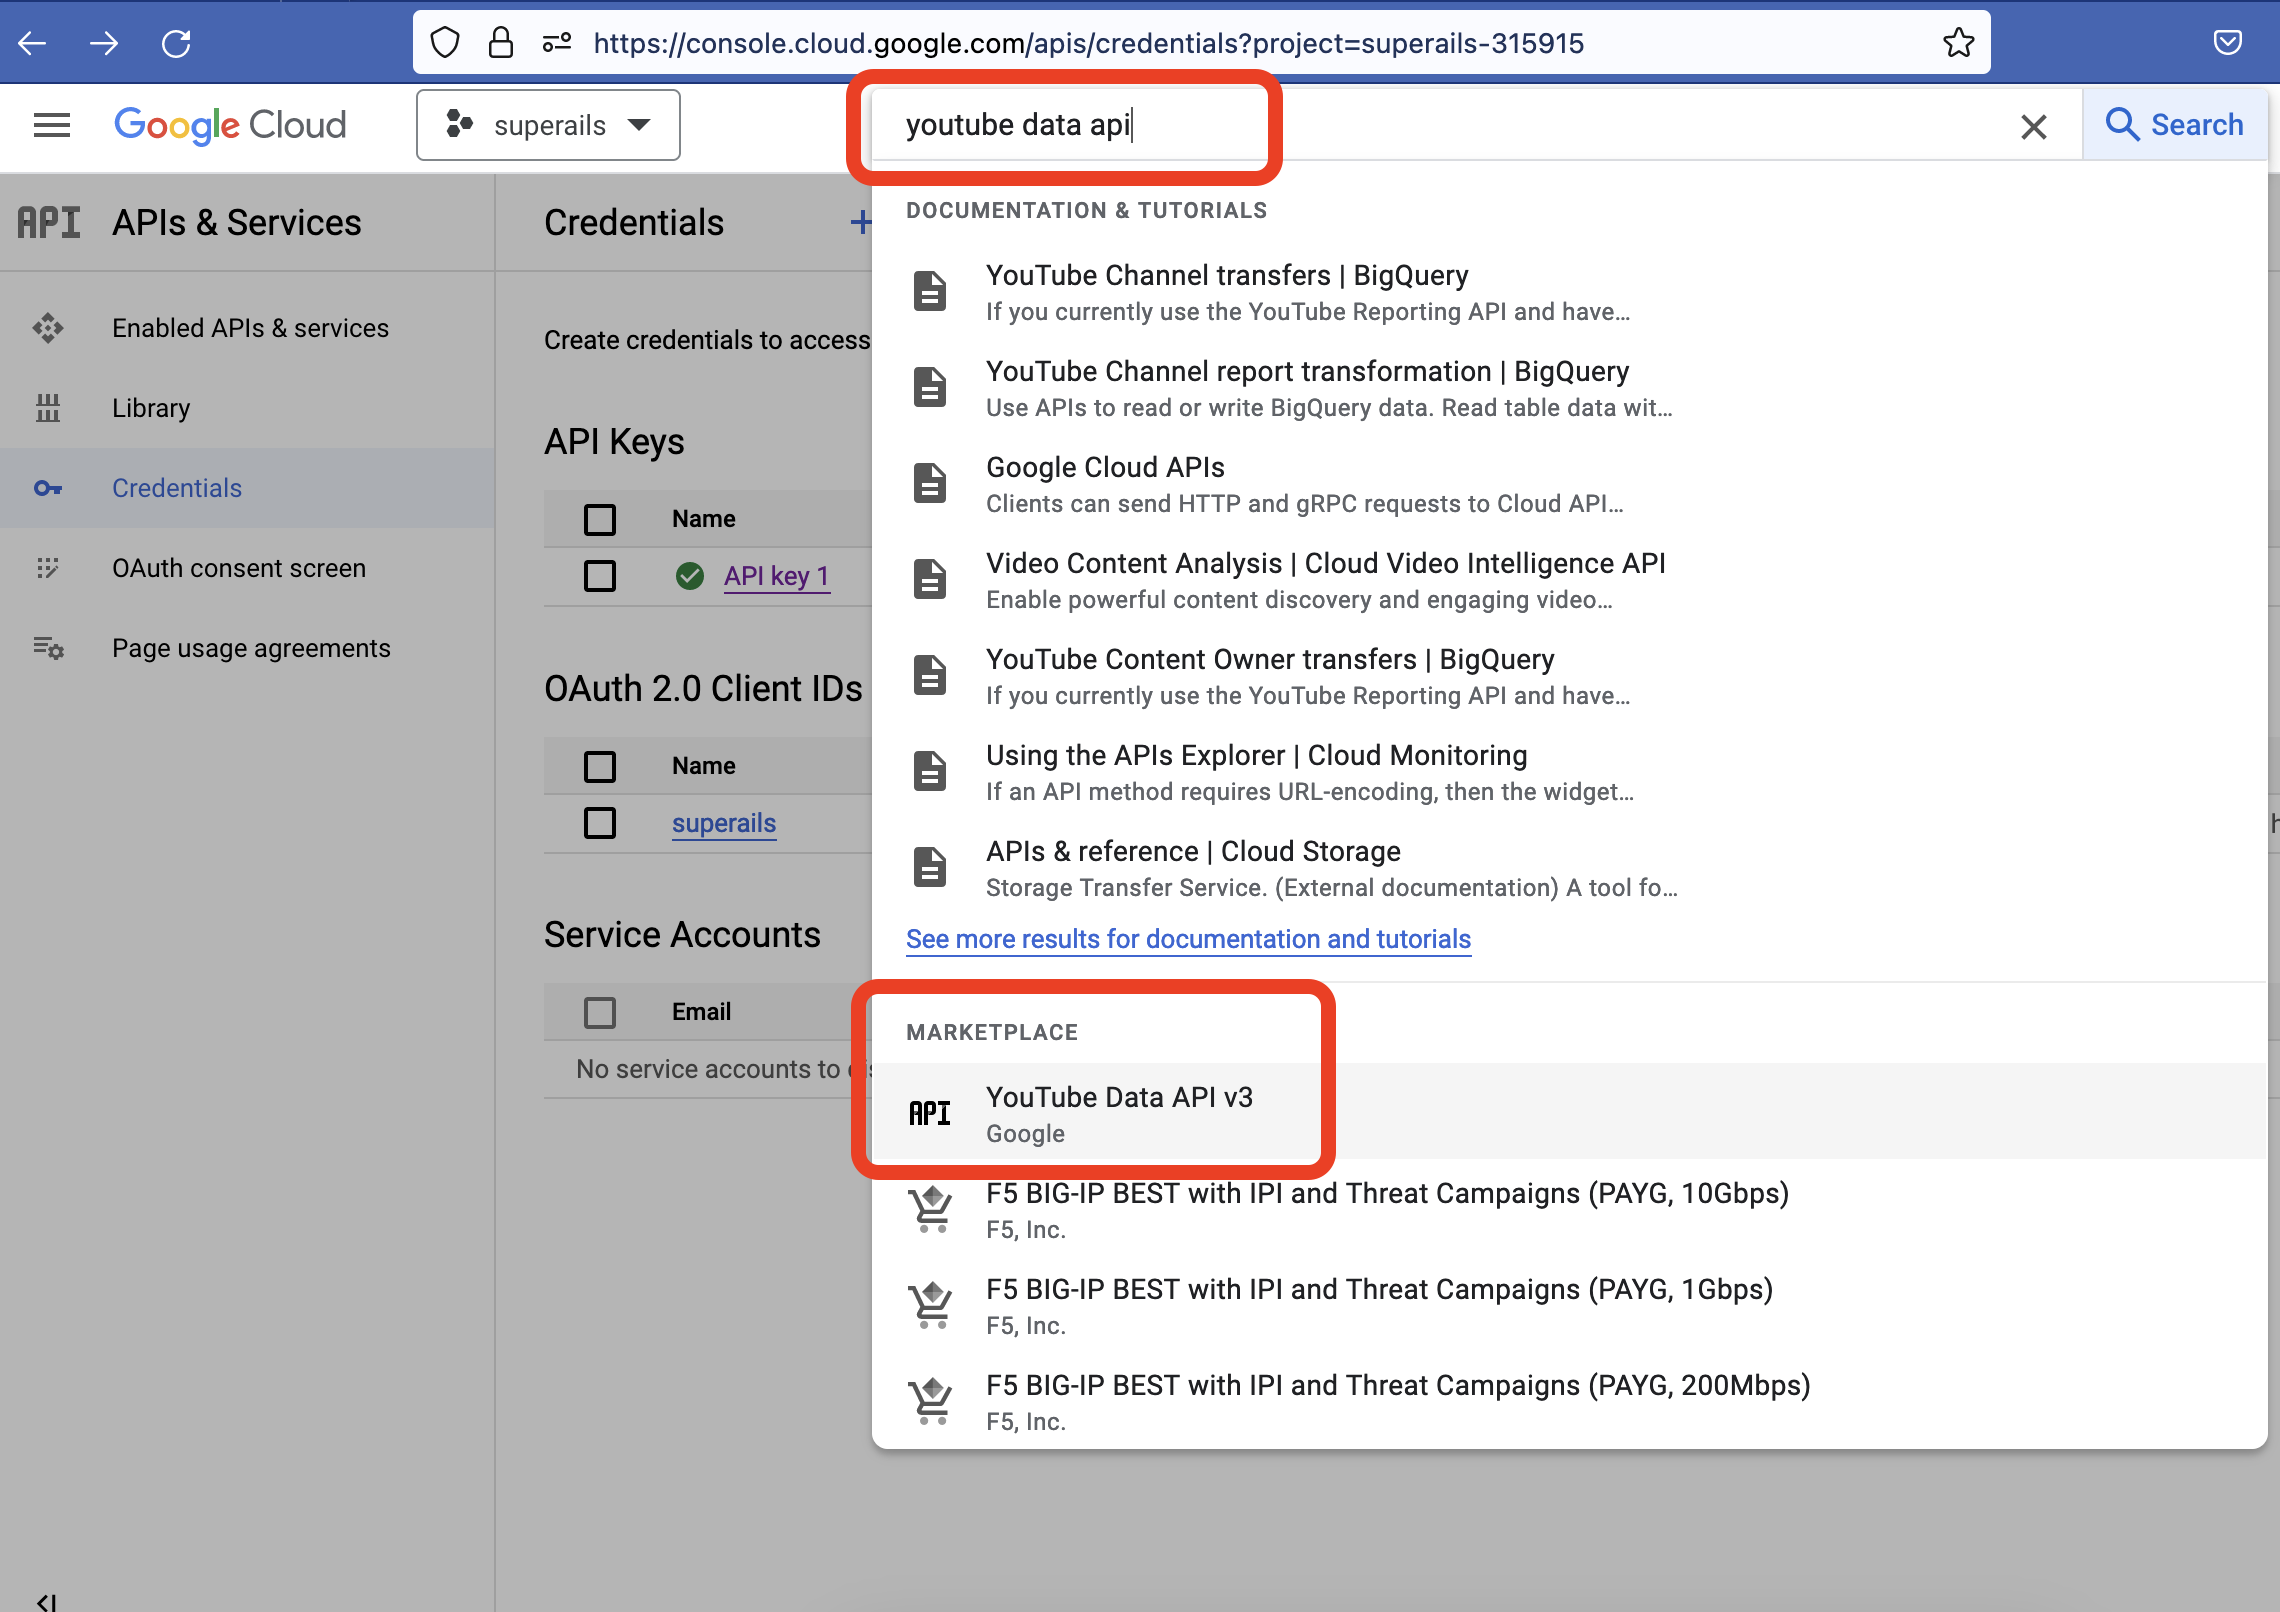 https://console.cloud.google.com/apis/credentials?project=superails-315915
Google Cloud
superails
youtube data api
Search
API
APIs & Services
Enabled APIs & services
Library
Credentials
OAuth consent screen
Page usage agreements
Credentials
+
Create credentials to access
API Keys
Name
API key 1
OAuth 2.0 Client IDs
Name
superails
Service Accounts
Email
No service accounts to
DOCUMENTATION & TUTORIALS
YouTube Channel transfers | BigQuery
If you currently use the YouTube Reporting API and have…
YouTube Channel report transformation | BigQuery
Use APIs to read or write BigQuery data. Read table data wit…
Google Cloud APIs
Clients can send HTTP and gRPC requests to Cloud API…
Video Content Analysis | Cloud Video Intelligence API
Enable powerful content discovery and engaging video…
YouTube Content Owner transfers | BigQuery
If you currently use the YouTube Reporting API and have…
Using the APIs Explorer | Cloud Monitoring
If an API method requires URL-encoding, then the widget…
APIs & reference | Cloud Storage
Storage Transfer Service. (External documentation) A tool fo…
See more results for documentation and tutorials
MARKETPLACE
API
YouTube Data API v3
Google
F5 BIG-IP BEST with IPI and Threat Campaigns (PAYG, 10Gbps)
F5, Inc.
F5 BIG-IP BEST with IPI and Threat Campaigns (PAYG, 1Gbps)
F5, Inc.
F5 BIG-IP BEST with IPI and Threat Campaigns (PAYG, 200Mbps)
F5, Inc.